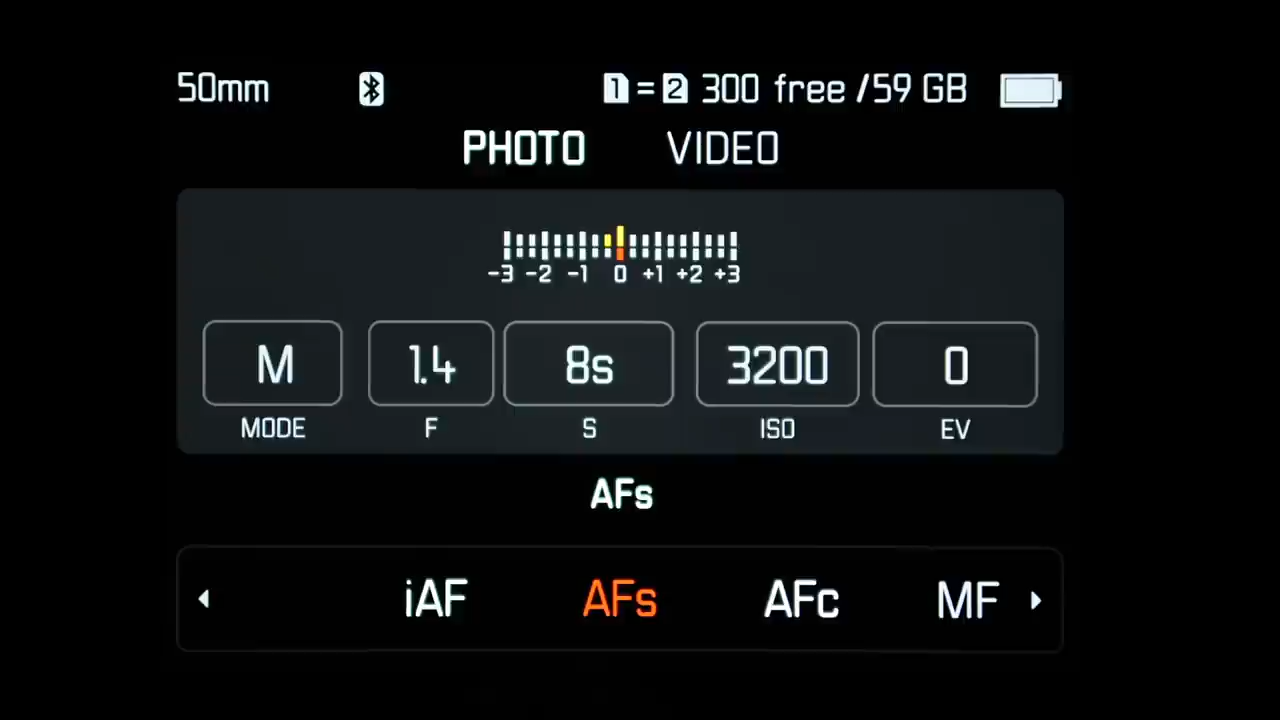 50mm 1 = 2 300 free /59 GB
PHOTO VIDEO
-3 -2 -1 0 +1 +2 +3
M 1.4 8s 3200 0
MODE F S ISO EV
AFs
iAF AFs AFc MF